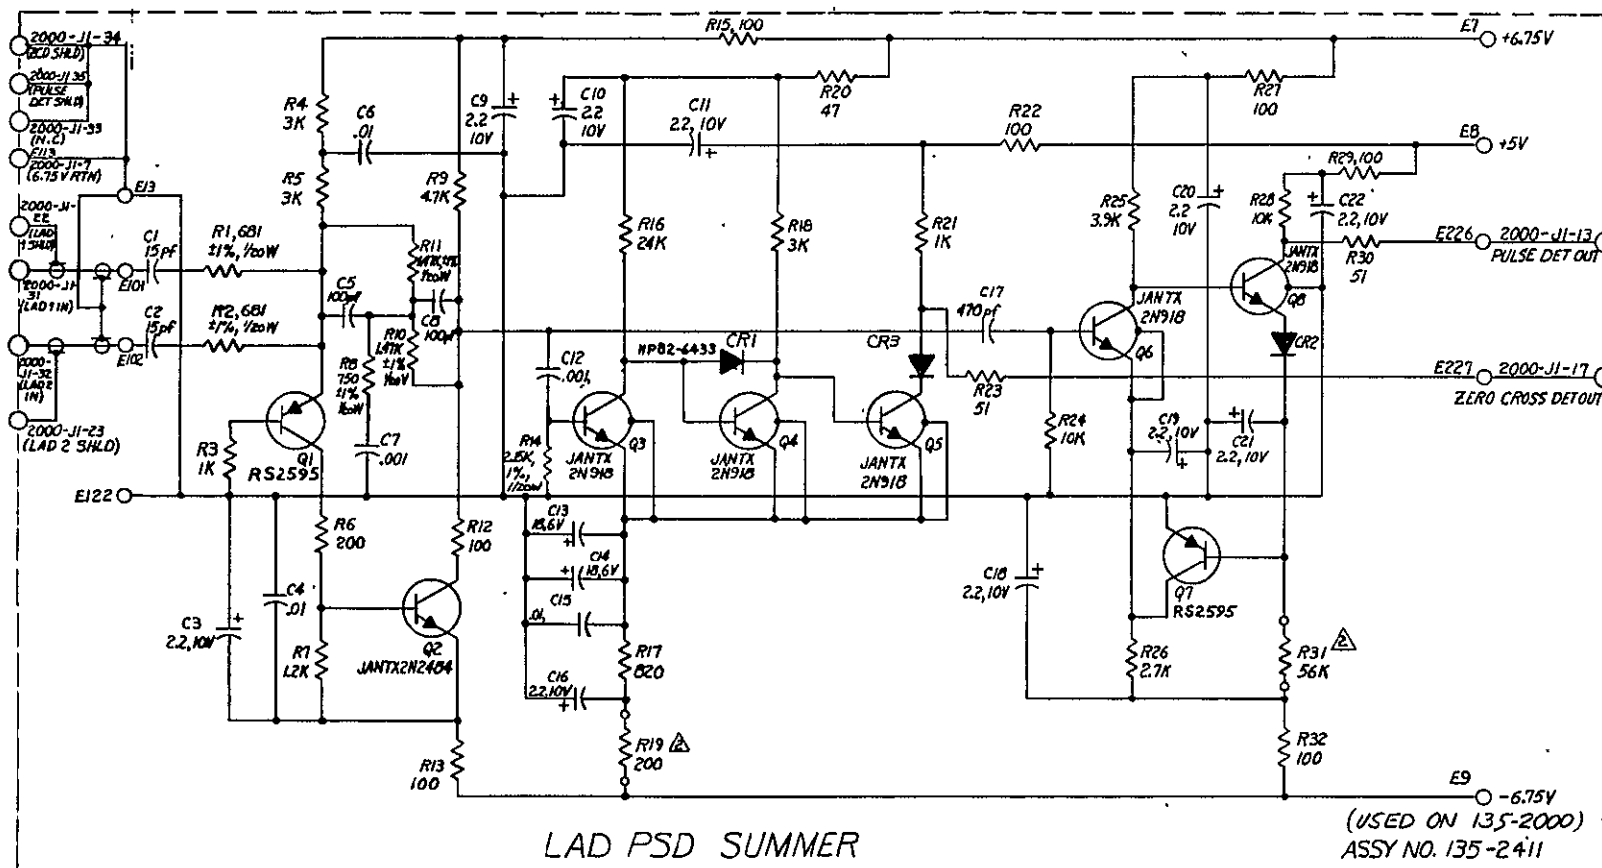 2000-J1-34
(ZCD SHLD)
2000-J1-35
(PULSE
DET SHLD)
2000-J1-33
(N.C)
E113
2000-J1-7
(6.75 V RTN)
E13
2000-J1-
22
(LAD
1 SHLD)
2000-J1-
31
(LAD 1 IN)
2000-
J1-32
(LAD 2
IN)
2000-J1-23
(LAD 2 SHLD)
E101
E102
E122
C1
15pf
C2
15pf
R1,681
±1%, 1/20W
R2,681
±1%, 1/20W
R3
1K
R4
3K
R5
3K
C6
.01
C5
100pf
R11
1/20W
R10
1.47K
±1%
1/20W
C8
100pf
R8
750
±1%
1/20W
C7
.001
Q1
RS2595
R6
200
C4
.01
C3
2.2,10V
R7
1.2K
Q2
JANTX2N2484
R9
4.7K
R12
100
R13
100
C9
2.2
10V
C10
2.2
10V
C11
2.2, 10V
R15, 100
R20
47
R22
100
R16
24K
R18
3K
R21
1K
C12
.001,
R14
1%,
1/20W
HP82-6433
CR1
CR3
Q3
JANTX
2N918
Q4
JANTX
2N918
Q5
JANTX
2N918
C13
18,6V
C14
18,6V
C15
.01,
C16
2.2,10V
R17
820
R19
200
2
R23
51
C17
470pf
R24
10K
R25
3.9K
JANTX
2N918
Q6
C19
2.2,10V
C20
2.2
10V
C21
2.2,10V
R27
100
R28
10K
R29,100
C22
2.2,10V
R30
51
JANTX
2N918
Q8
CR2
C18
2.2,10V
Q7
RS2595
R26
2.7K
R31
56K
2
R32
100
E7
+6.75V
E8
+5V
E226
2000-J1-13
PULSE DET OUT
E227
2000-J1-17
ZERO CROSS DET OUT
E9
-6.75V
LAD PSD SUMMER
(USED ON 135-2000)
ASSY NO. 135-2411